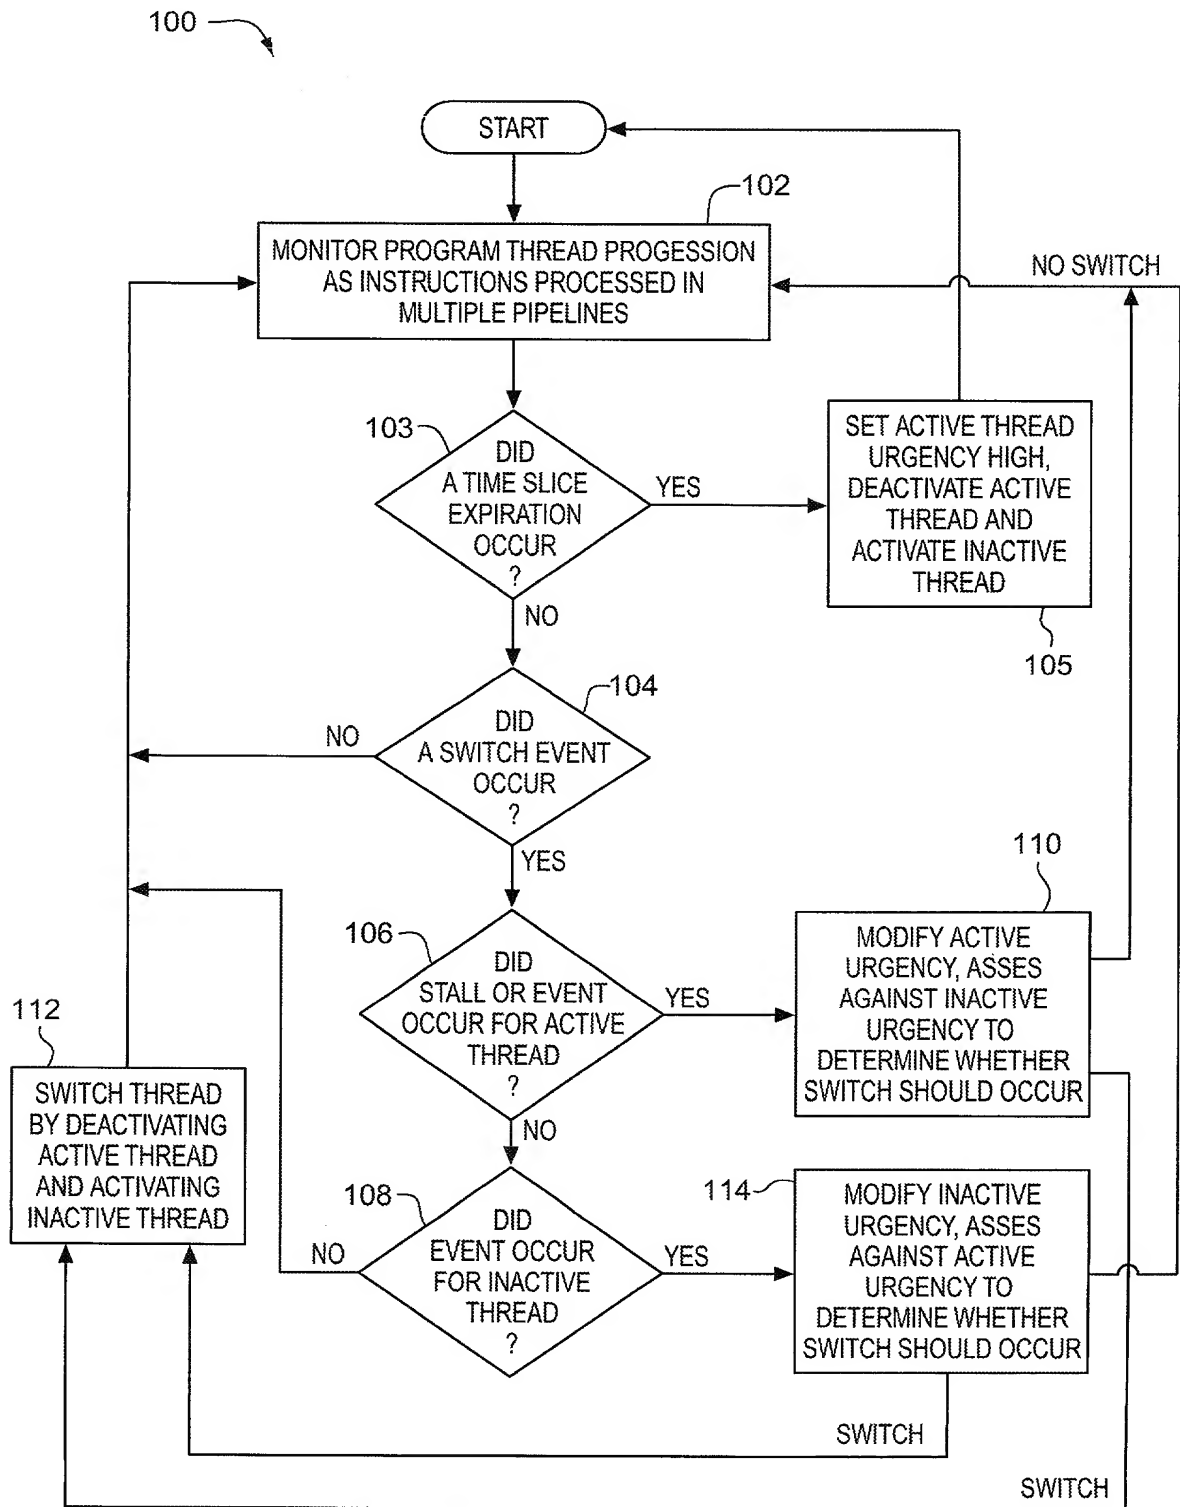 100
START
102
MONITOR PROGRAM THREAD PROGESSION
AS INSTRUCTIONS PROCESSED IN
MULTIPLE PIPELINES
NO SWITCH
103
DID
A TIME SLICE
EXPIRATION
OCCUR
?
YES
SET ACTIVE THREAD
URGENCY HIGH,
DEACTIVATE ACTIVE
THREAD AND
ACTIVATE INACTIVE
THREAD
105
NO
104
DID
A SWITCH EVENT
OCCUR
?
NO
YES
106
DID
STALL OR EVENT
OCCUR FOR ACTIVE
THREAD
?
YES
110
MODIFY ACTIVE
URGENCY, ASSES
AGAINST INACTIVE
URGENCY TO
DETERMINE WHETHER
SWITCH SHOULD OCCUR
NO
112
SWITCH THREAD
BY DEACTIVATING
ACTIVE THREAD
AND ACTIVATING
INACTIVE THREAD
108
DID
EVENT OCCUR
FOR INACTIVE
THREAD
?
NO
YES
114
MODIFY INACTIVE
URGENCY, ASSES
AGAINST ACTIVE
URGENCY TO
DETERMINE WHETHER
SWITCH SHOULD OCCUR
SWITCH
SWITCH